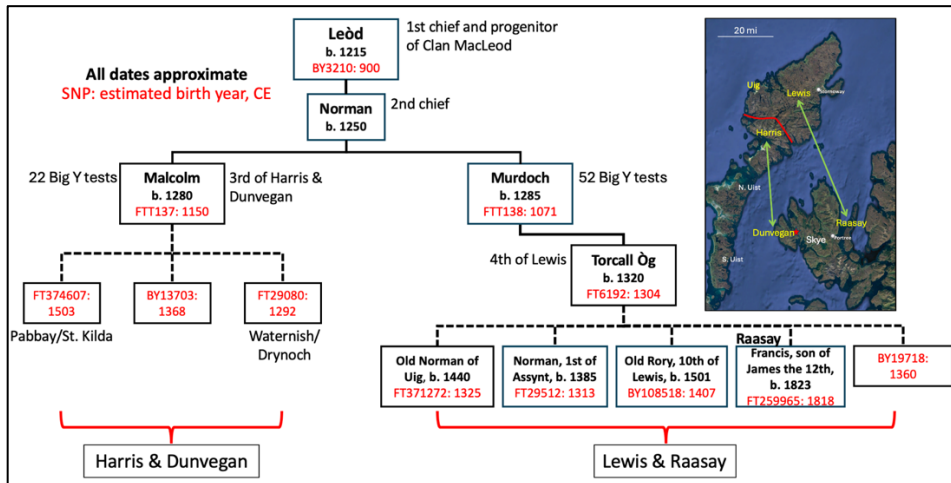 Leòd
b. 1215
BY3210: 900
1st chief and progenitor
of Clan MacLeod
All dates approximate
SNP: estimated birth year, CE
Norman
b. 1250
2nd chief
22 Big Y tests
Malcolm
b. 1280
FTT137: 1150
3rd of Harris &
Dunvegan
Murdoch
b. 1285
FTT138: 1071
52 Big Y tests
4th of Lewis
Torcall Òg
b. 1320
FT6192: 1304
FT374607:
1503
Pabbay/St. Kilda
BY13703:
1368
FT29080:
1292
Waternish/
Drynoch
Raasay
Old Norman of
Uig, b. 1440
FT371272: 1325
Norman, 1st of
Assynt, b. 1385
FT29512: 1313
Old Rory, 10th of
Lewis, b. 1501
BY108518: 1407
Francis, son of
James the 12th,
b. 1823
FT259965: 1818
BY19718:
1360
Harris & Dunvegan
Lewis & Raasay
20 mi
Uig
Lewis
Stornoway
Harris
N. Uist
Raasay
Dunvegan
Skye
Portree
S. Uist